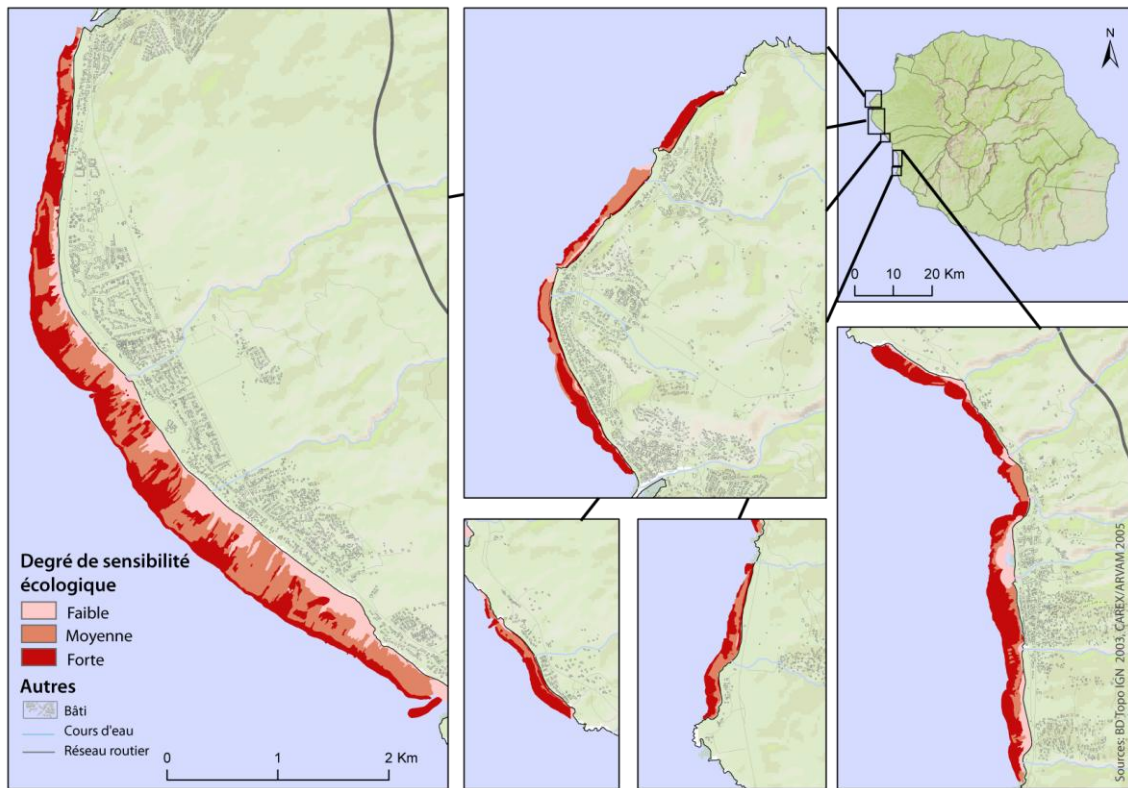 N
0 10 20 Km
Degré de sensibilité
écologique
Faible
Moyenne
Forte
Autres
Bâti
Cours d'eau
Réseau routier
0 1 2 Km
Sources: BD Topo IGN 2003, CAREX/ARVAM 2005